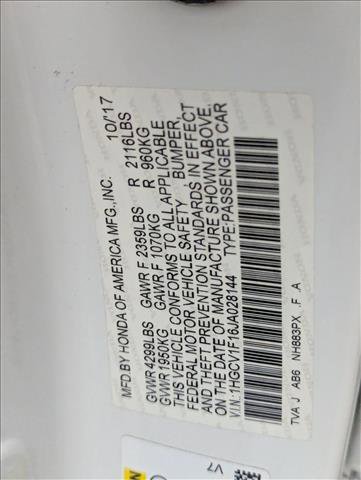 MFD.BY HONDA OF AMERICA MFG.,INC. 10/'17
GVWR 4299LBS GAWR F 2359LBS R 2116LBS
GVWR 1950KG GAWR F 1070KG R 960KG
THIS VEHICLE CONFORMS TO ALL APPLICABLE
FEDERAL MOTOR VEHICLE SAFETY, BUMPER,
AND THEFT PREVENTION STANDARDS IN EFFECT
ON THE DATE OF MANUFACTURE SHOWN ABOVE.
V.I.N.:1HGCV1F16JA028144 TYPE:PASSENGER CAR
TVA J AB6 NH883PX F A